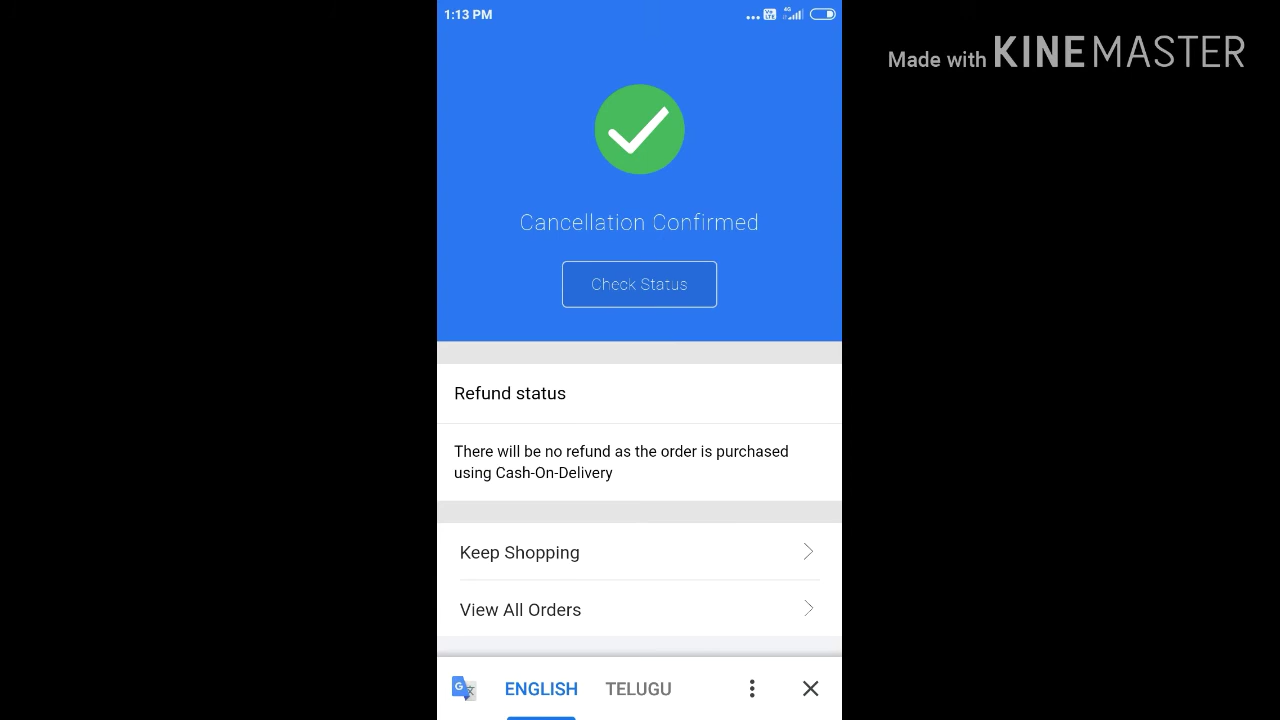 1:13 PM
4G
Made with KINEMASTER
Cancellation Confirmed
Check Status
Refund status
There will be no refund as the order is purchased
using Cash-On-Delivery
Keep Shopping
View All Orders
ENGLISH TELUGU